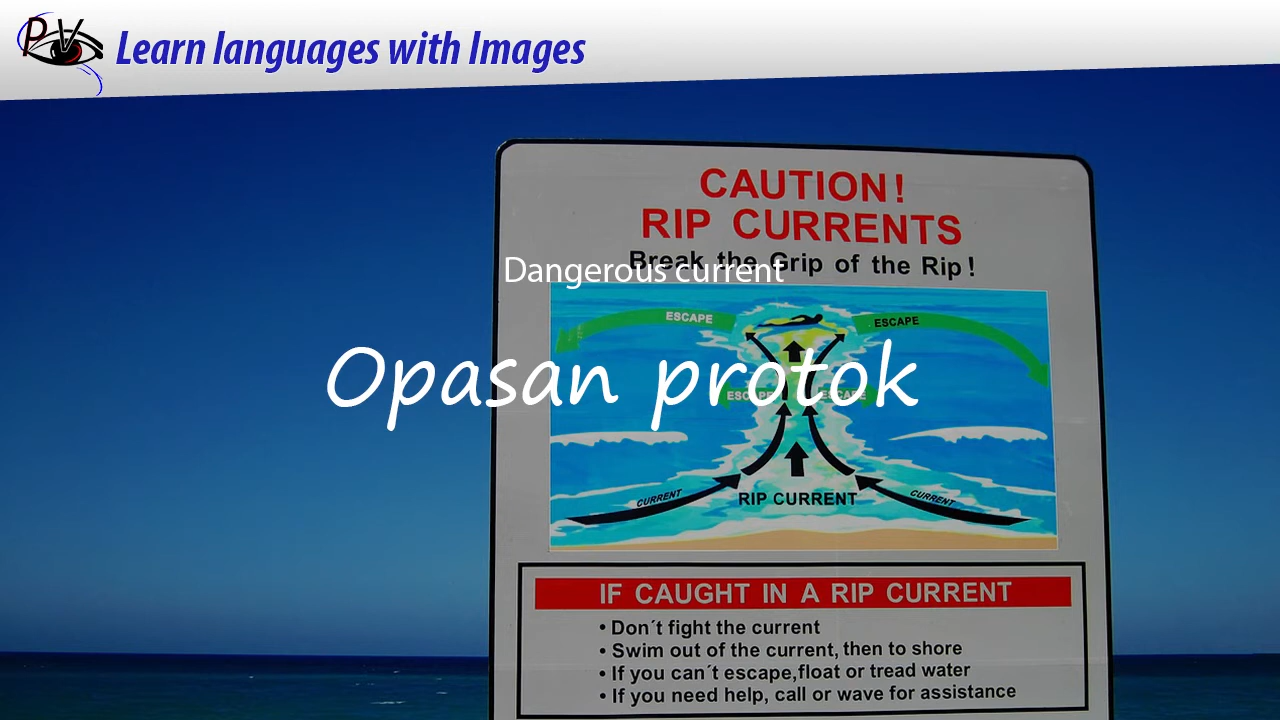 PV
Learn languages with Images
CAUTION!
RIP CURRENTS
Break the Grip of the Rip!
Dangerous current
ESCAPE
ESCAPE
Opasan protok
ESCAPE
ESCAPE
CURRENT
RIP CURRENT
CURRENT
IF CAUGHT IN A RIP CURRENT
• Don´t fight the current
• Swim out of the current, then to shore
• If you can´t escape,float or tread water
• If you need help, call or wave for assistance